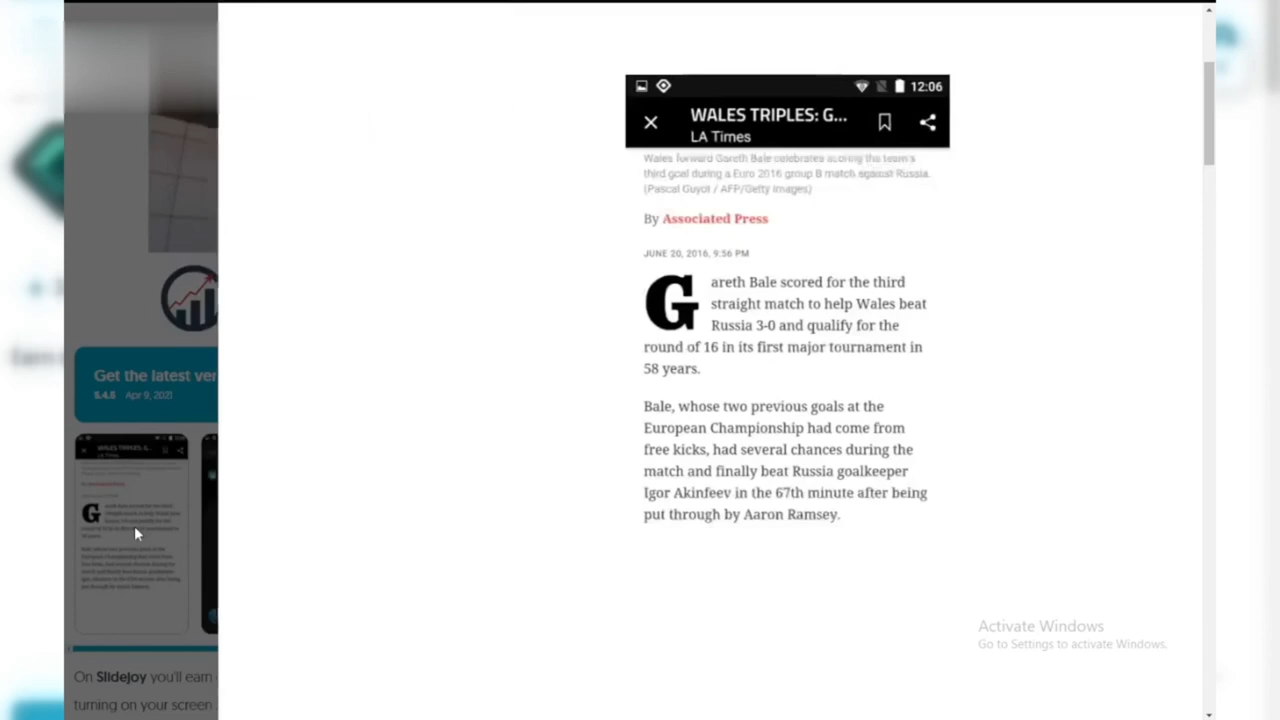 12:06
WALES TRIPLES: G...
LA Times
Wales forward Gareth Bale celebrates scoring the team's
third goal during a Euro 2016 group B match against Russia.
(Pascal Guyot / AFP/Getty Images)
By Associated Press
JUNE 20, 2016, 9:56 PM
Gareth Bale scored for the third
straight match to help Wales beat
Russia 3-0 and qualify for the
round of 16 in its first major tournament in
58 years.
Bale, whose two previous goals at the
European Championship had come from
free kicks, had several chances during the
match and finally beat Russia goalkeeper
Igor Akinfeev in the 67th minute after being
put through by Aaron Ramsey.
Get the latest ver
5.4.5 Apr 9, 2021
WALES TRIPLES: G...
LA Times
On Slidejoy you'll earn
turning on your screen
Activate Windows
Go to Settings to activate Windows.